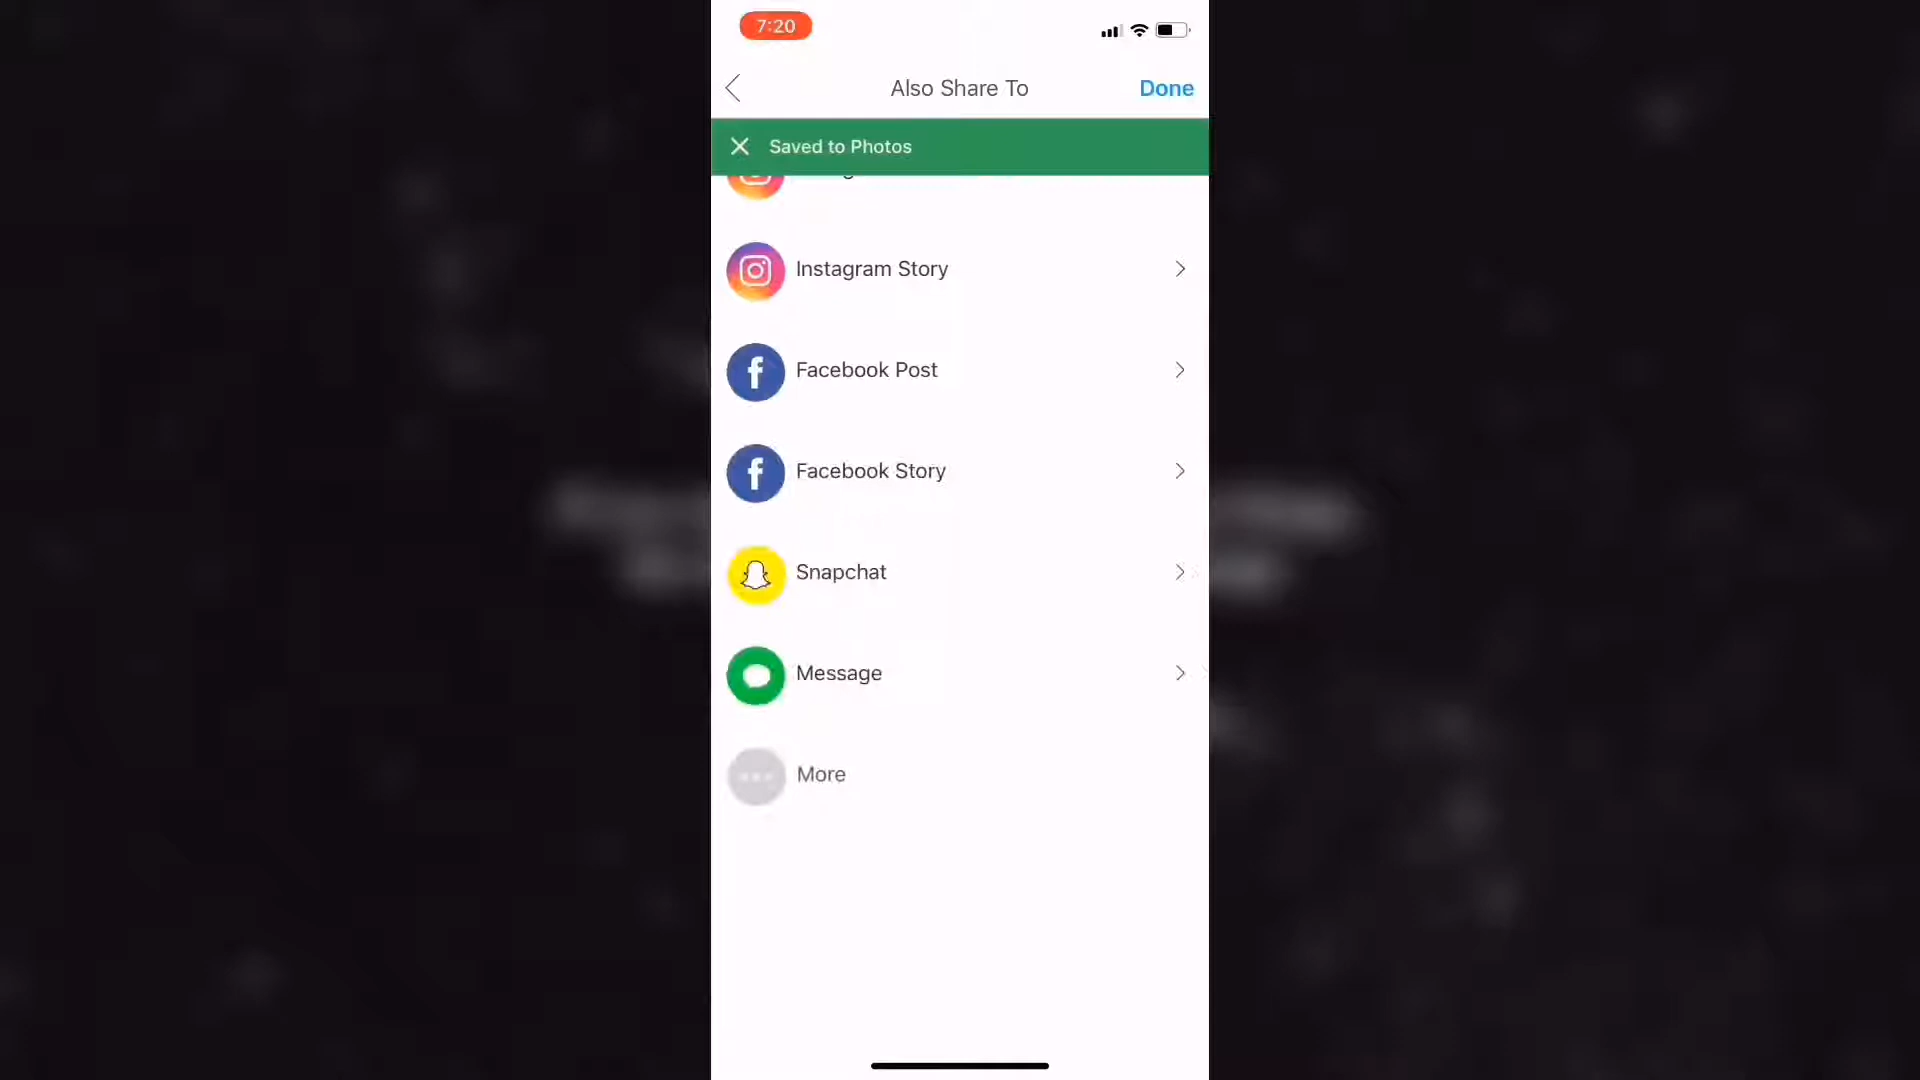 7:20
Also Share To
Done
Saved to Photos
Instagram Story
Facebook Post
Facebook Story
Snapchat
Message
More